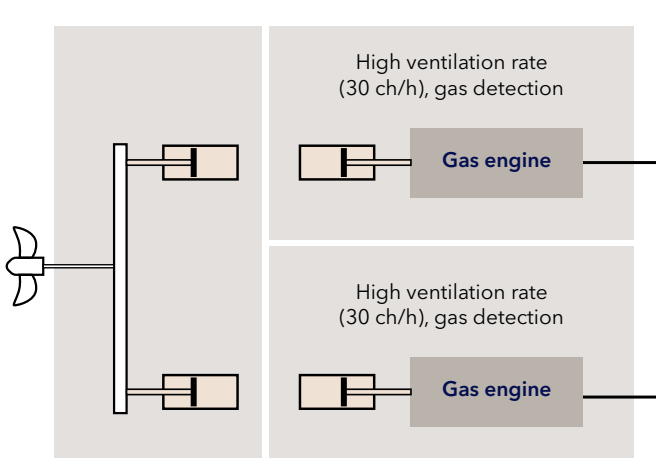 High ventilation rate
(30 ch/h), gas detection
Gas engine
High ventilation rate
(30 ch/h), gas detection
Gas engine